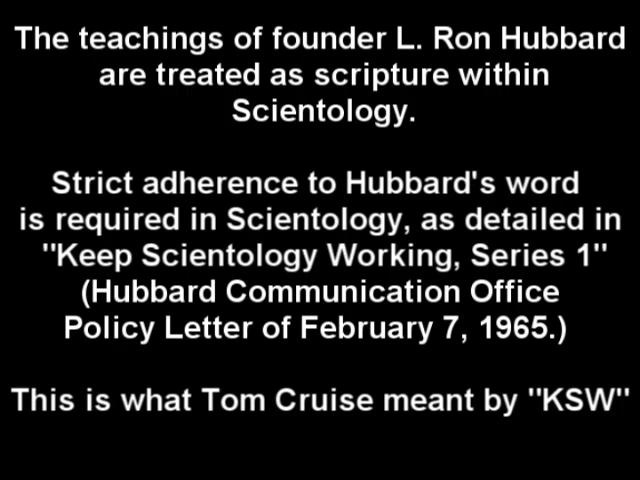 The teachings of founder L. Ron Hubbard
are treated as scripture within
Scientology.
Strict adherence to Hubbard's word
is required in Scientology, as detailed in
"Keep Scientology Working, Series 1"
(Hubbard Communication Office
Policy Letter of February 7, 1965.)
This is what Tom Cruise meant by "KSW"